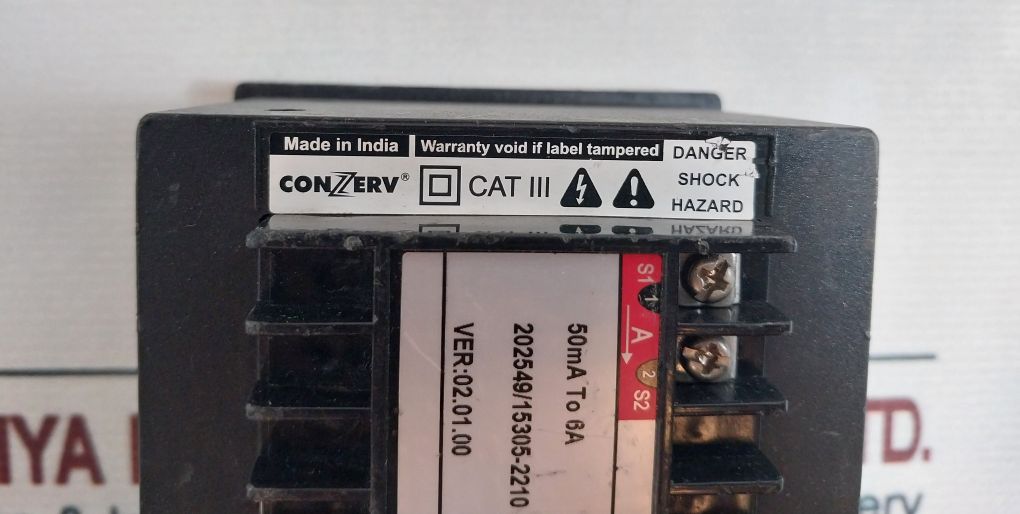 Made in India
Warranty void if label tampered
CONZERV®
CAT III
DANGER
SHOCK
HAZARD
S1 1
A
2 S2
50mA To 6A
202549/15305-2210
VER:02.01.00